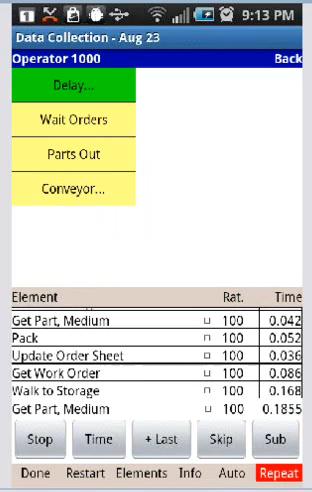 9:13 PM
Data Collection - Aug 23
Operator 1000 Back
Delay...
Wait Orders
Parts Out
Conveyor...
Element Rat. Time
Get Part, Medium 100 0.042
Pack 100 0.052
Update Order Sheet 100 0.036
Get Work Order 100 0.086
Walk to Storage 100 0.168
Get Part, Medium 100 0.1855
Stop Time + Last Skip Sub
Done Restart Elements Info Auto Repeat